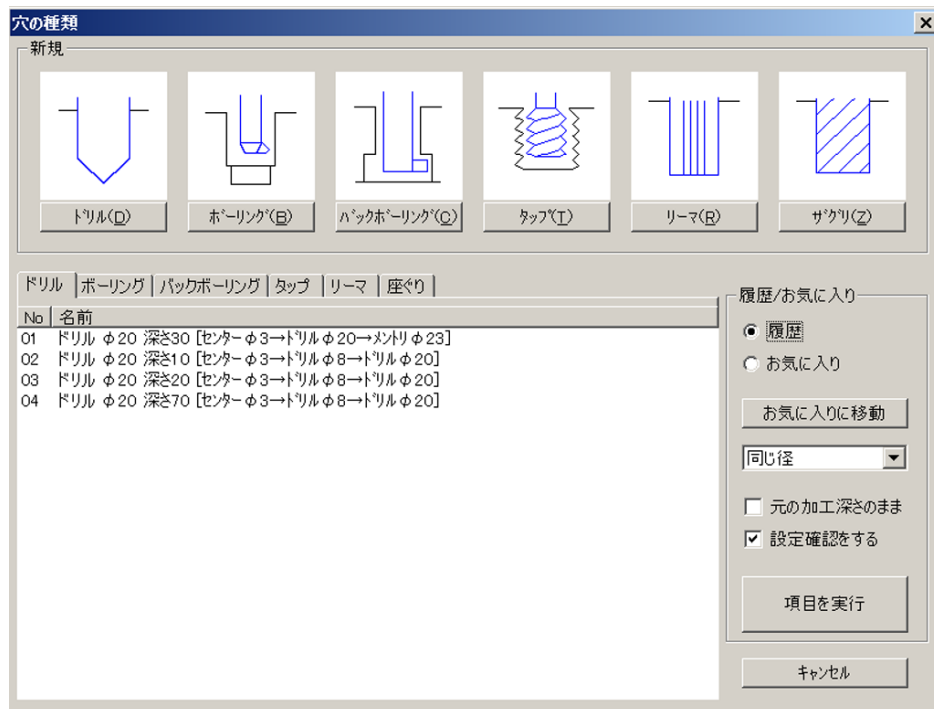 穴の種類
新規
ﾄﾞﾘﾙ(D)
ﾎﾞｰﾘﾝｸﾞ(B)
ﾊﾞｯｸﾎﾞｰﾘﾝｸﾞ(C)
ﾀｯﾌﾟ(T)
ﾘｰﾏ(R)
ｻﾞｸﾞﾘ(Z)
ドリル
ボーリング
バックボーリング
タップ
リーマ
座ぐり
No 名前
01 ドリル φ20 深さ30 [ｾﾝﾀｰφ3→ﾄﾞﾘﾙφ20→ﾒﾝﾄﾘφ23]
02 ドリル φ20 深さ10 [ｾﾝﾀｰφ3→ﾄﾞﾘﾙφ8→ﾄﾞﾘﾙφ20]
03 ドリル φ20 深さ20 [ｾﾝﾀｰφ3→ﾄﾞﾘﾙφ8→ﾄﾞﾘﾙφ20]
04 ドリル φ20 深さ70 [ｾﾝﾀｰφ3→ﾄﾞﾘﾙφ8→ﾄﾞﾘﾙφ20]
履歴/お気に入り
履歴
お気に入り
お気に入りに移動
同じ径
元の加工深さのまま
設定確認をする
項目を実行
ｷｬﾝｾﾙ